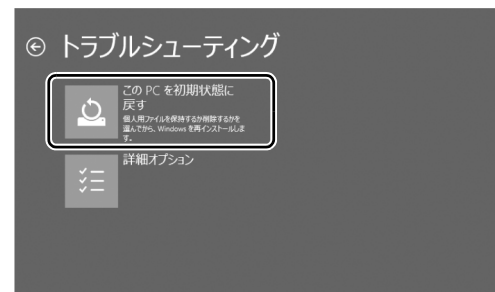 トラブルシューティング
この PC を初期状態に
戻す
個人用ファイルを保持するか削除するかを
選んでから、Windows を再インストールしま
す。
詳細オプション